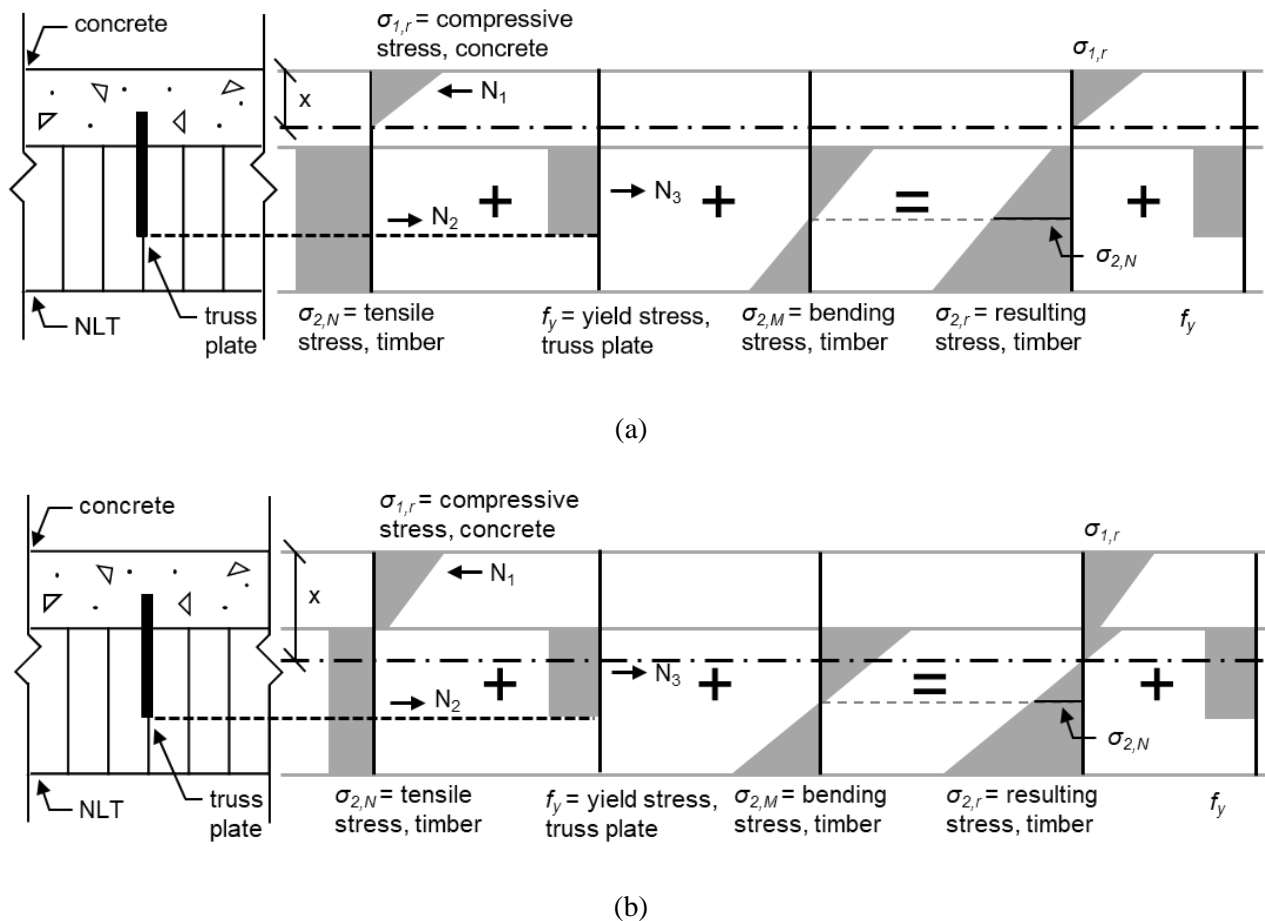 concrete
σ1,r = compressive
stress, concrete
σ1,r
x
N1
N2
+
N3
+
=
σ2,N
+
NLT
truss
plate
σ2,N = tensile
stress, timber
fy = yield stress,
truss plate
σ2,M = bending
stress, timber
σ2,r = resulting
stress, timber
fy
(a)
concrete
σ1,r = compressive
stress, concrete
σ1,r
x
N1
N2
+
N3
+
=
σ2,N
+
NLT
truss
plate
σ2,N = tensile
stress, timber
fy = yield stress,
truss plate
σ2,M = bending
stress, timber
σ2,r = resulting
stress, timber
fy
(b)